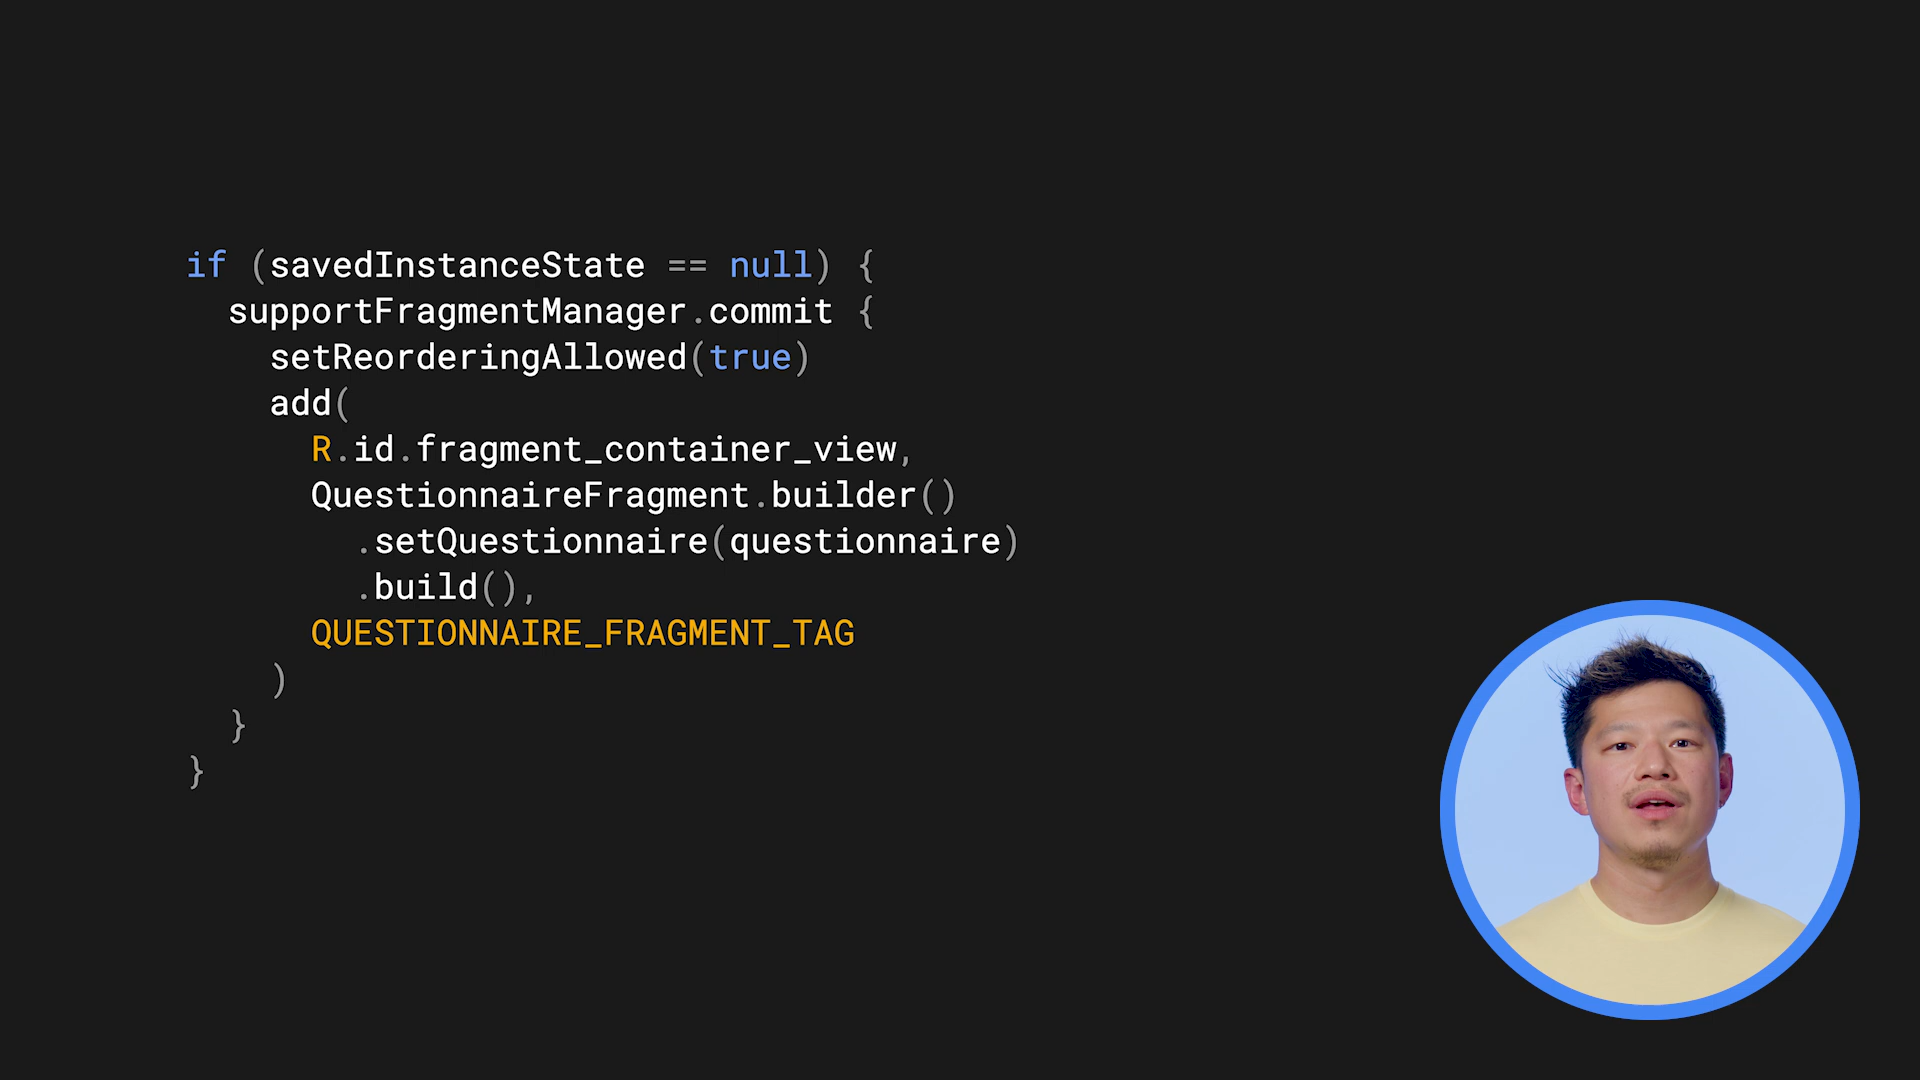 if (savedInstanceState == null) {
supportFragmentManager.commit {
setReorderingAllowed(true)
add(
R.id.fragment_container_view,
QuestionnaireFragment.builder()
.setQuestionnaire(questionnaire)
.build(),
QUESTIONNAIRE_FRAGMENT_TAG
)
}
}